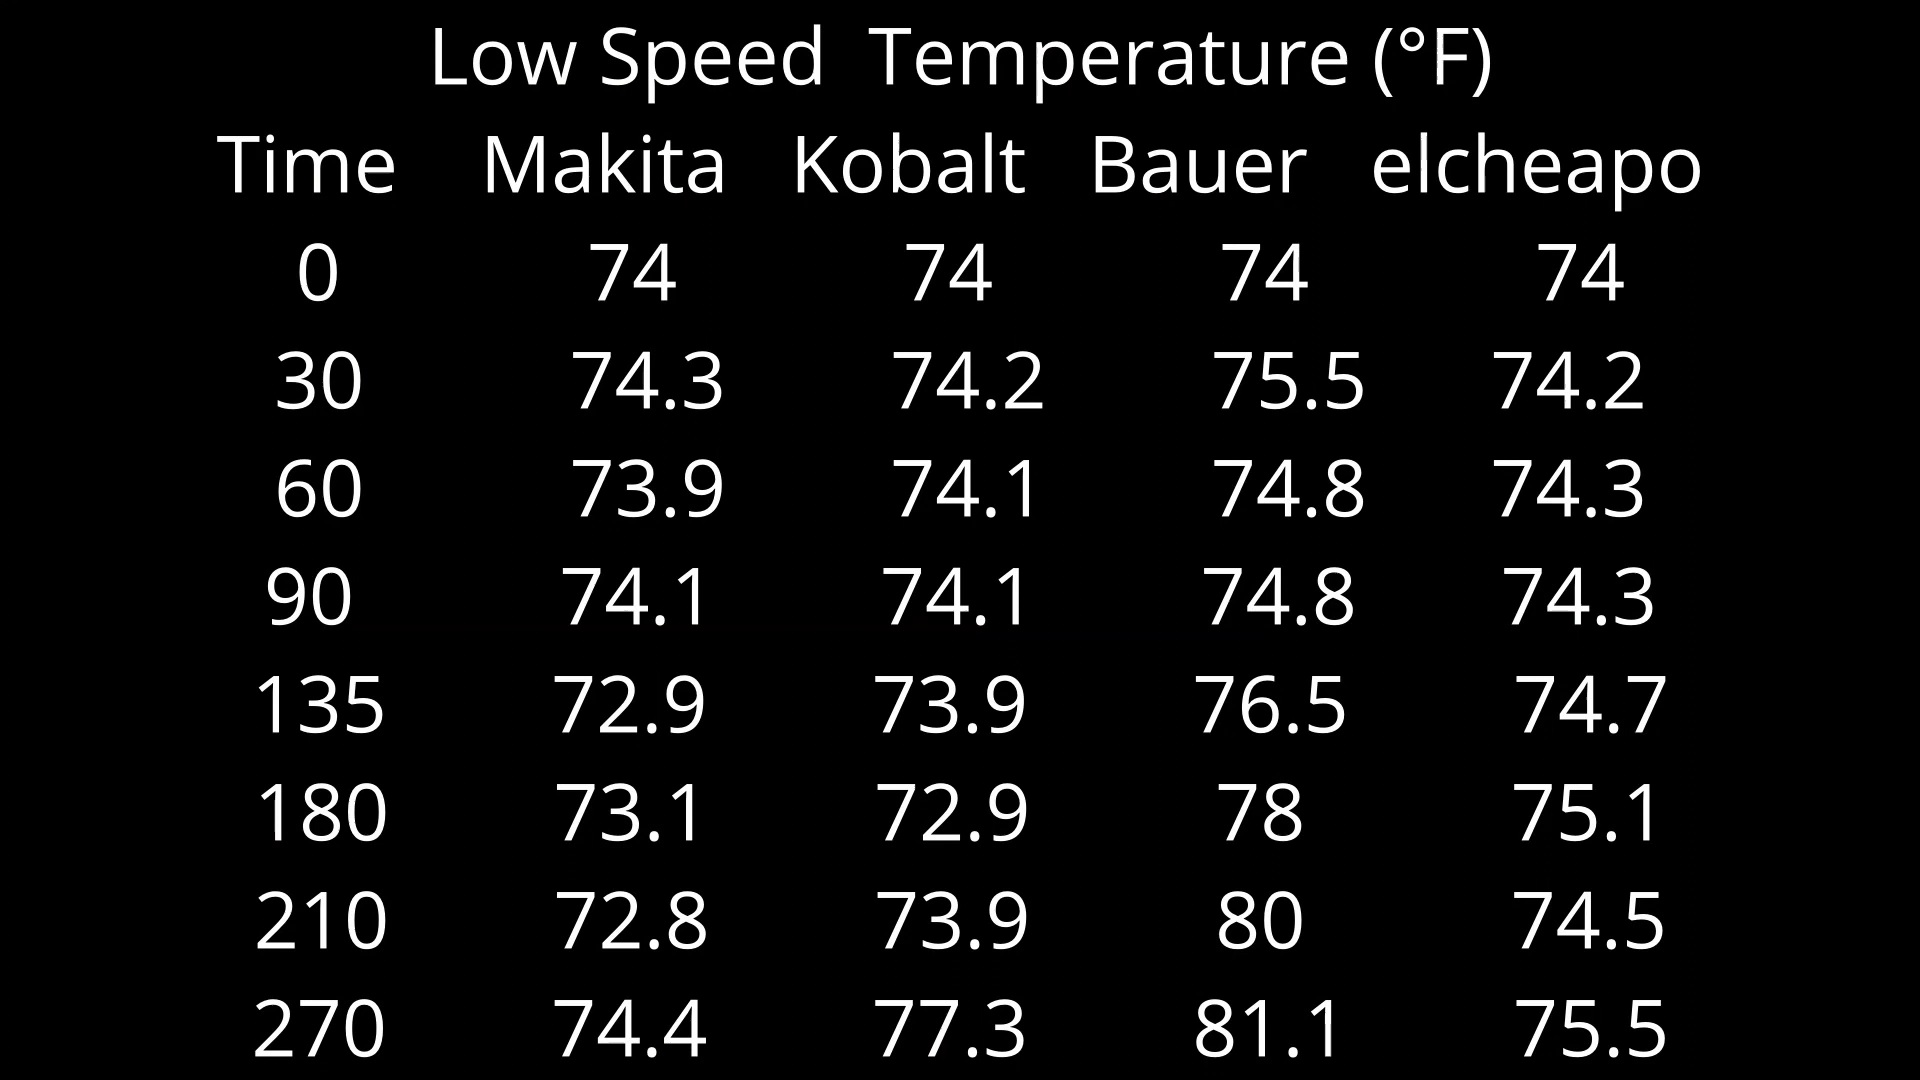 Low Speed  Temperature (°F)
Time Makita Kobalt Bauer elcheapo
0 74 74 74 74
30 74.3 74.2 75.5 74.2
60 73.9 74.1 74.8 74.3
90 74.1 74.1 74.8 74.3
135 72.9 73.9 76.5 74.7
180 73.1 72.9 78 75.1
210 72.8 73.9 80 74.5
270 74.4 77.3 81.1 75.5